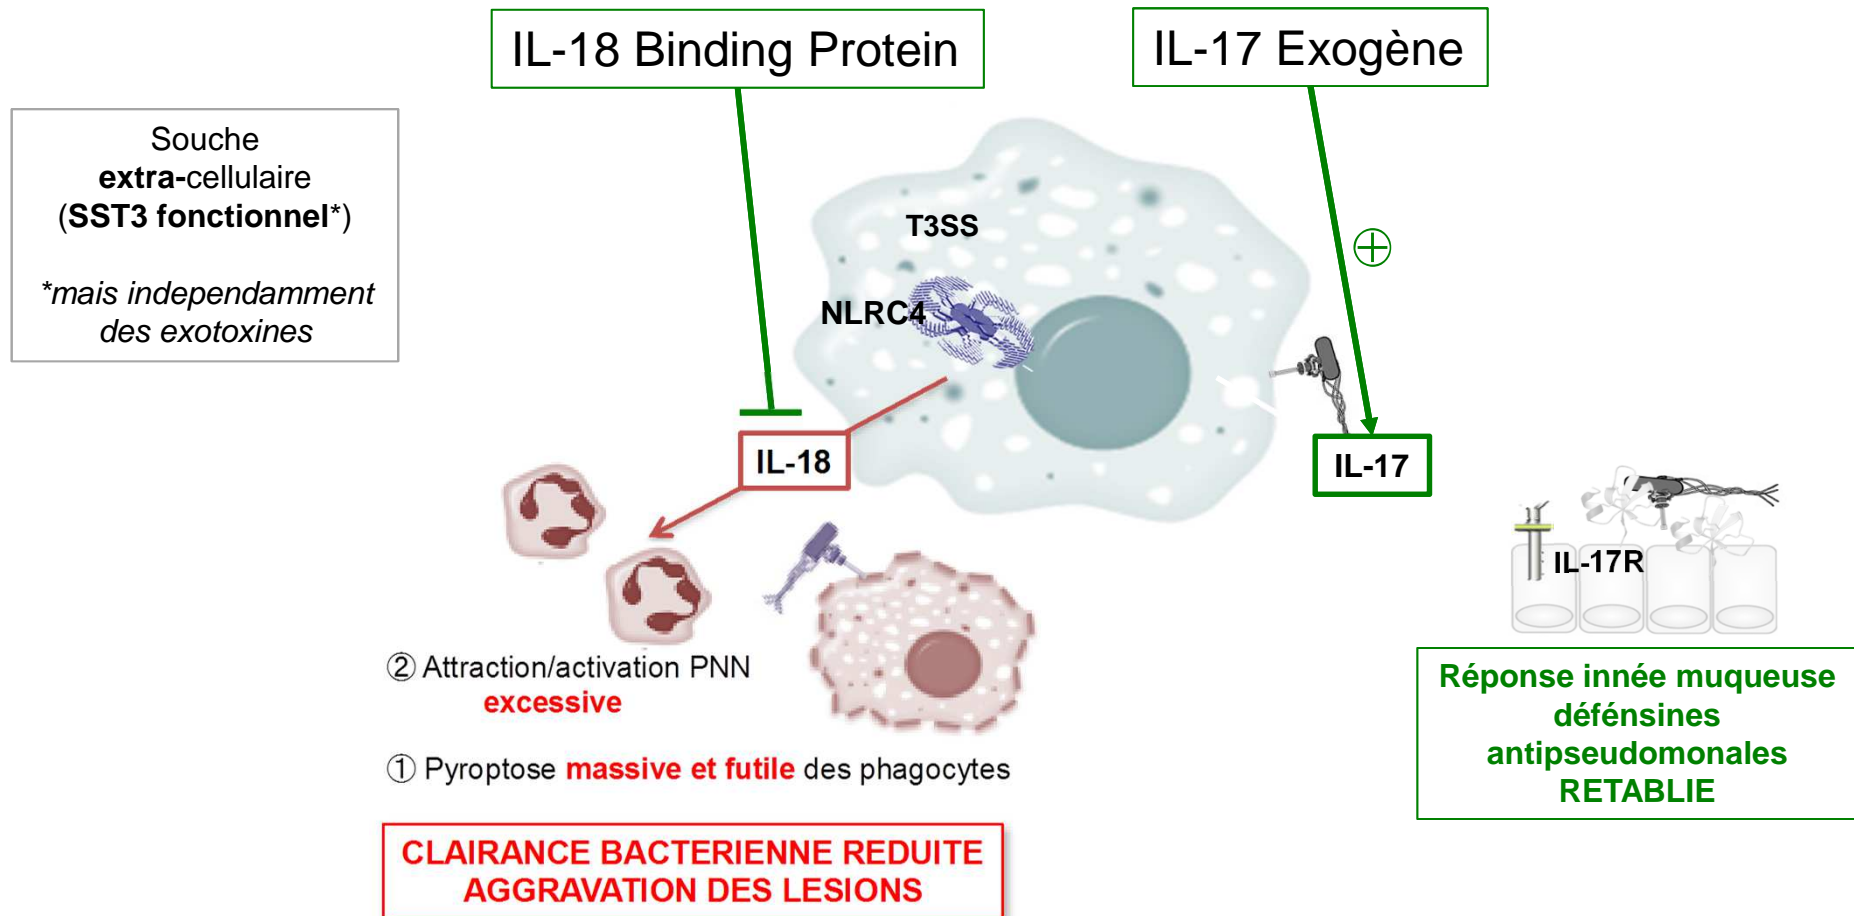 IL-18 Binding Protein
IL-17 Exogène
Souche
extra-cellulaire
(SST3 fonctionnel*)
*mais independamment
des exotoxines
T3SS
NLRC4
IL-18
IL-17
IL-17R
② Attraction/activation PNN
excessive
① Pyroptose massive et futile des phagocytes
Réponse innée muqueuse
défénsines
antipseudomonales
RETABLIE
CLAIRANCE BACTERIENNE REDUITE
AGGRAVATION DES LESIONS